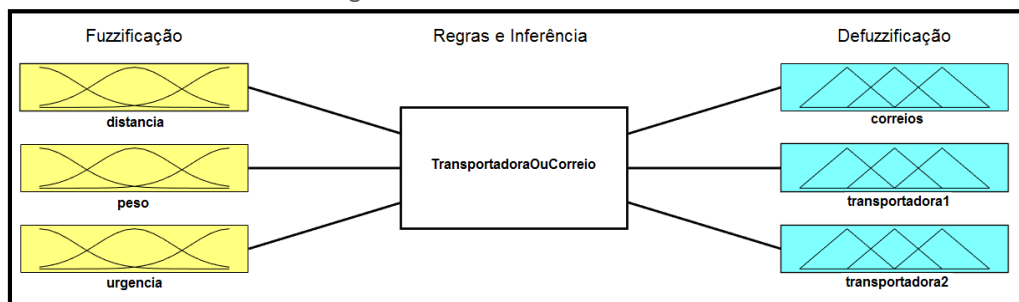 Fuzzificação
Regras e Inferência
Defuzzificação
distancia
correios
TransportadoraOuCorreio
peso
transportadora1
urgencia
transportadora2